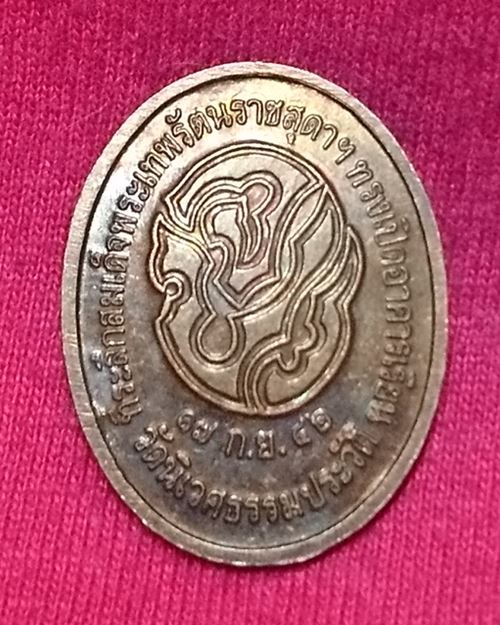 ที่ระลึกสมเด็จพระเทพรัตนราชสุดาฯ ทรงเปิดอาคารเรียน
๑๗ ก.ย. ๔๒
วัดนิเวศธรรมประวัติ